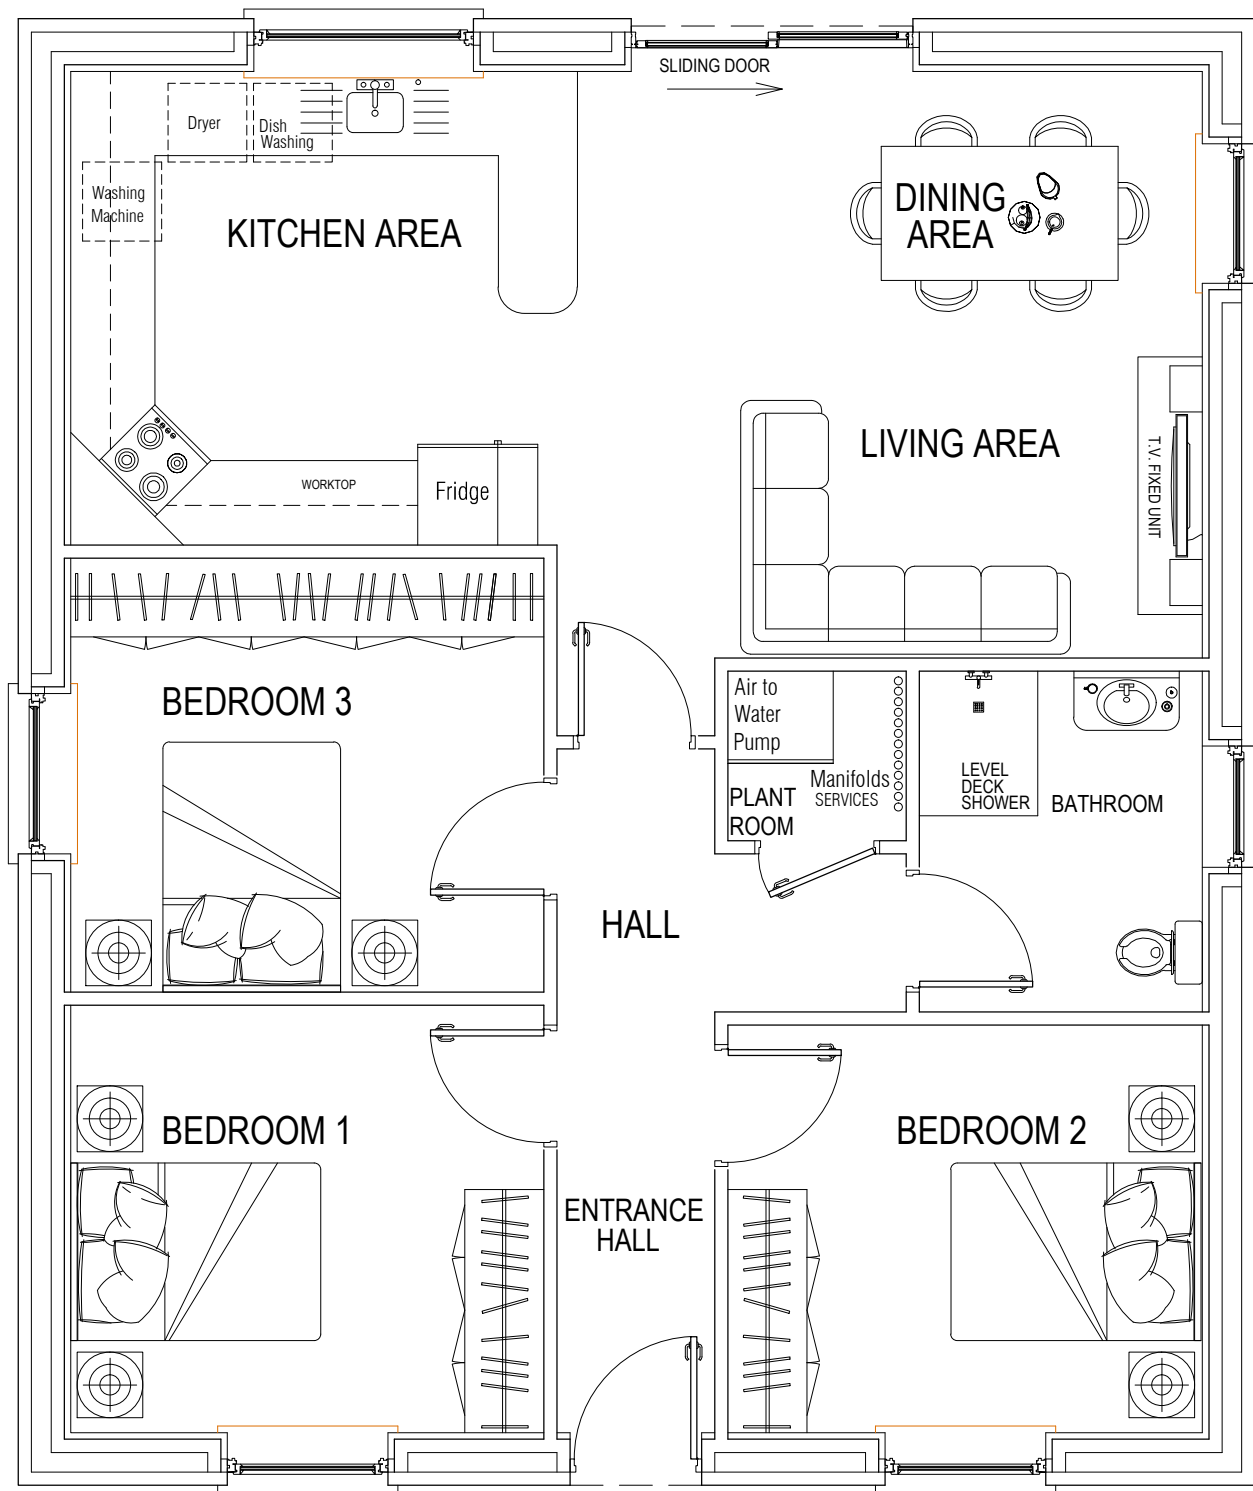 SLIDING DOOR
Dryer
Dish
Washing
Washing
Machine
KITCHEN AREA
DINING
AREA
LIVING AREA
T.V. FIXED UNIT
WORKTOP
Fridge
BEDROOM 3
Air to
Water
Pump
Manifolds
SERVICES
PLANT
ROOM
LEVEL
DECK
SHOWER
BATHROOM
HALL
BEDROOM 1
BEDROOM 2
ENTRANCE
HALL